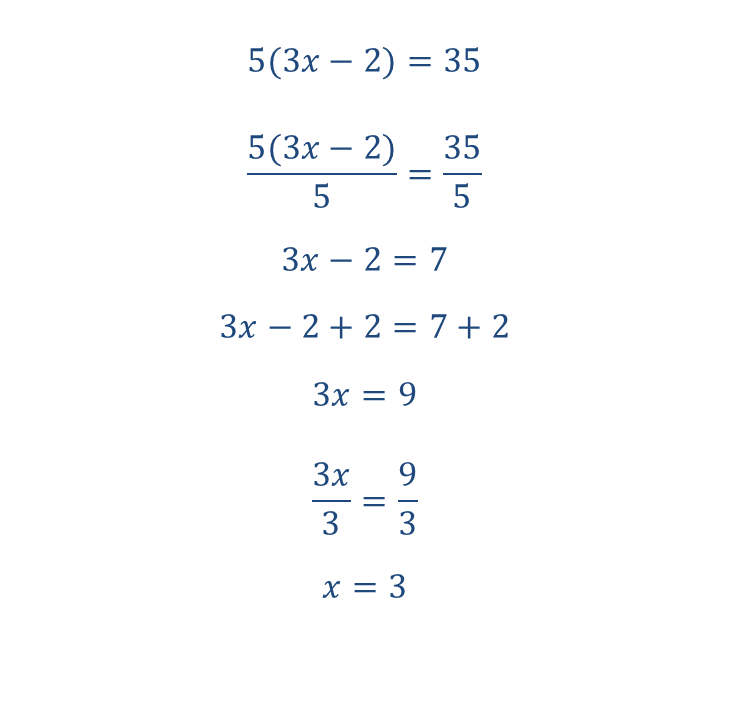 5(3x − 2) = 35
5(3x − 2)/5 = 35/5
3x − 2 = 7
3x − 2 + 2 = 7 + 2
3x = 9
3x/3 = 9/3
x = 3